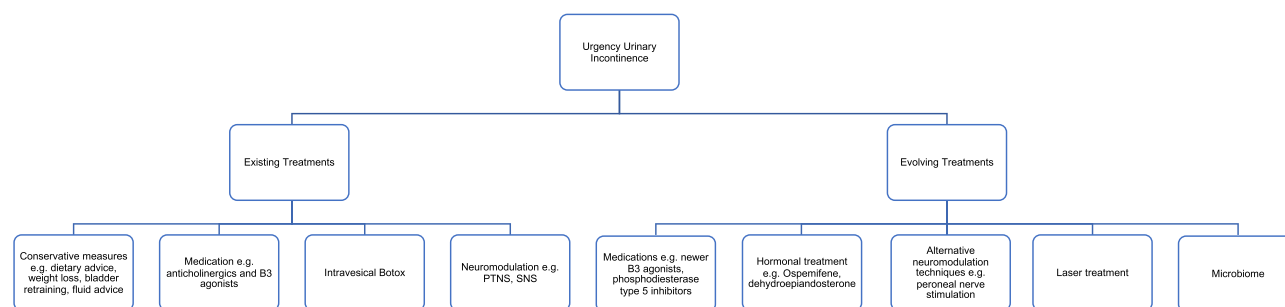 Urgency Urinary
Incontinence
Existing Treatments
Evolving Treatments
Conservative measures
e.g. dietary advice,
weight loss, bladder
retraining, fluid advice
Medication e.g.
anticholinergics and B3
agonists
Intravesical Botox
Neuromodulation e.g.
PTNS, SNS
Medications e.g. newer
B3 agonists,
phosphodiesterase
type 5 inhibitors
Hormonal treatment
e.g. Ospemifene,
dehydroepiandosterone
Alternative
neuromodulation
techniques e.g.
peroneal nerve
stimulation
Laser treatment
Microbiome